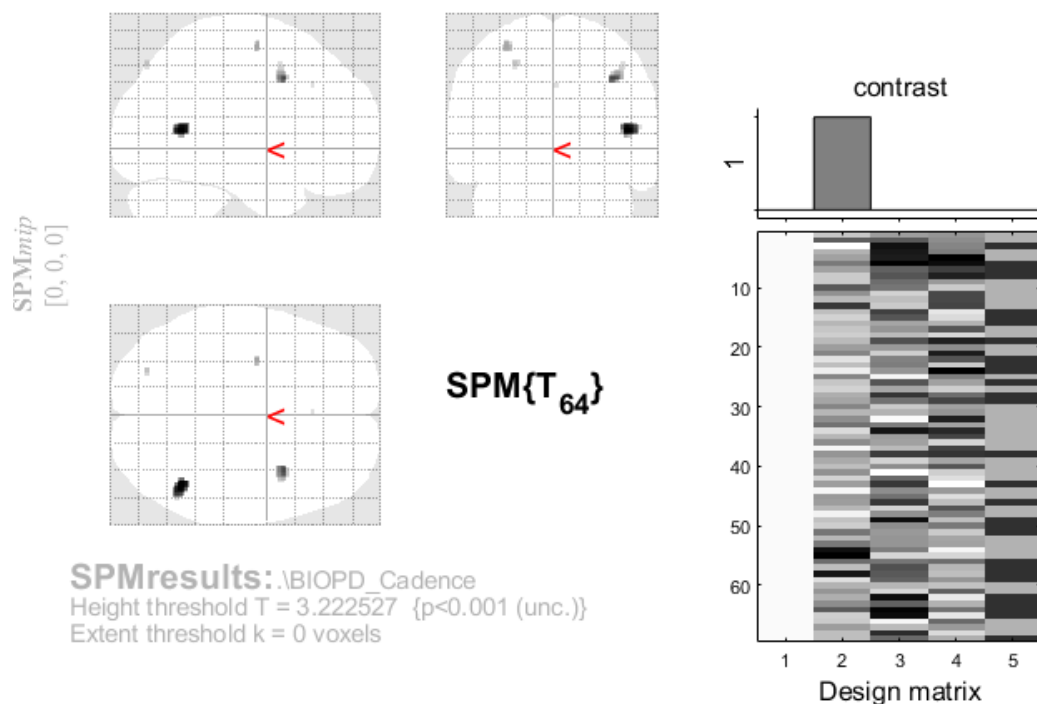 SPMmip
[0, 0, 0]
<
<
<
SPM{T64}
SPMresults: .\BIOPD_Cadence
Height threshold T = 3.222527 {p<0.001 (unc.)}
Extent threshold k = 0 voxels
contrast
1
10
20
30
40
50
60
1 2 3 4 5
Design matrix